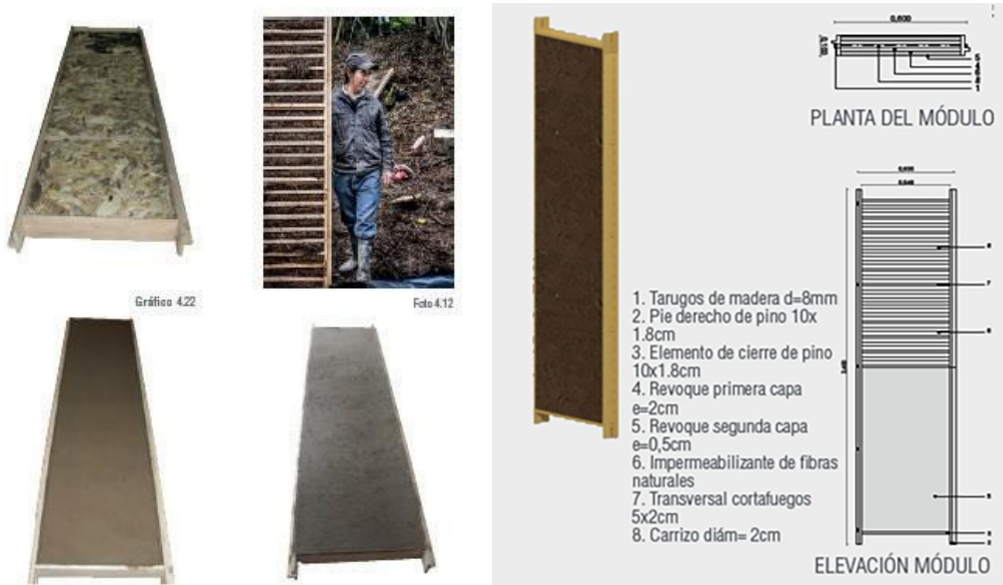 Gráfico 4.22
Foto 4.12
1. Tarugos de madera d=8mm
2. Pie derecho de pino 10x
1.8cm
3. Elemento de cierre de pino
10x1.8cm
4. Revoque primera capa
e=2cm
5. Revoque segunda capa
e=0,5cm
6. Impermeabilizante de fibras
naturales
7. Transversal cortafuegos
5x2cm
8. Carrizo diám= 2cm
0,600
PLANTA DEL MÓDULO
ELEVACIÓN MÓDULO